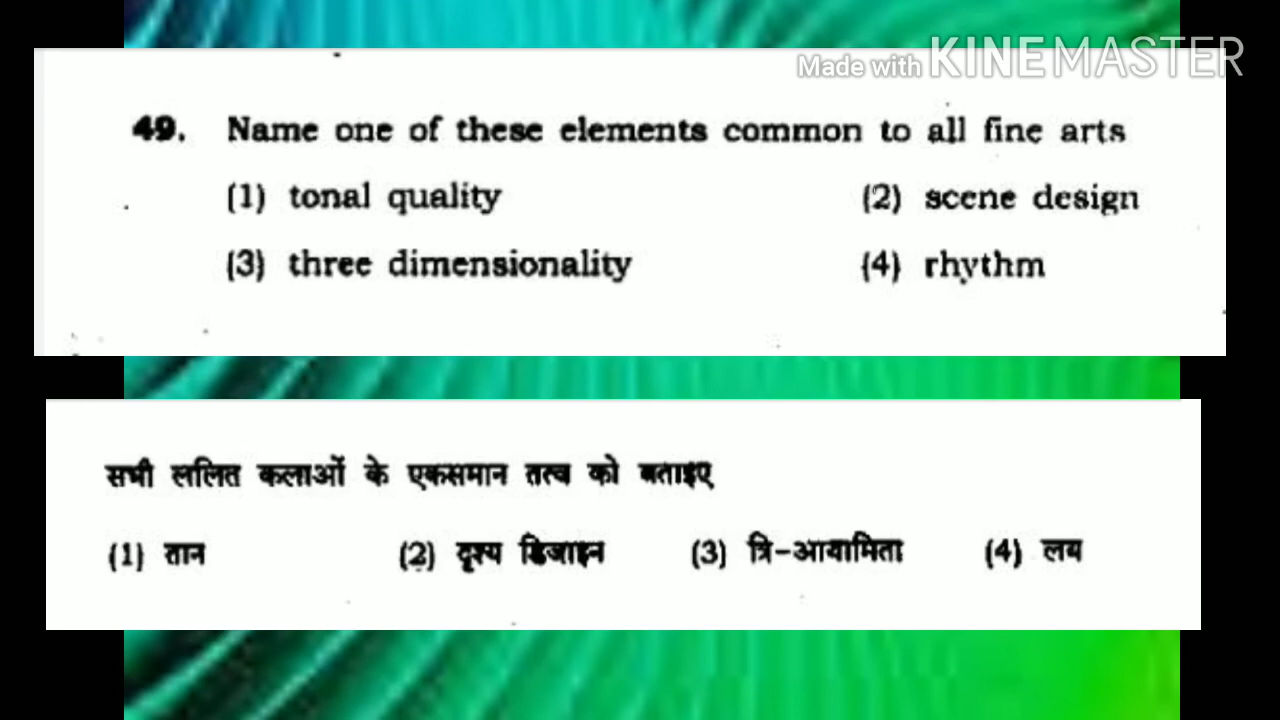 Made with KINEMASTER
49. Name one of these elements common to all fine arts
(1) tonal quality (2) scene design
(3) three dimensionality (4) rhythm
सभी ललित कलाओं के एकसमान तत्व को बताइए
(1) तान (2) दृश्य डिजाइन (3) त्रि-आयामिता (4) लय